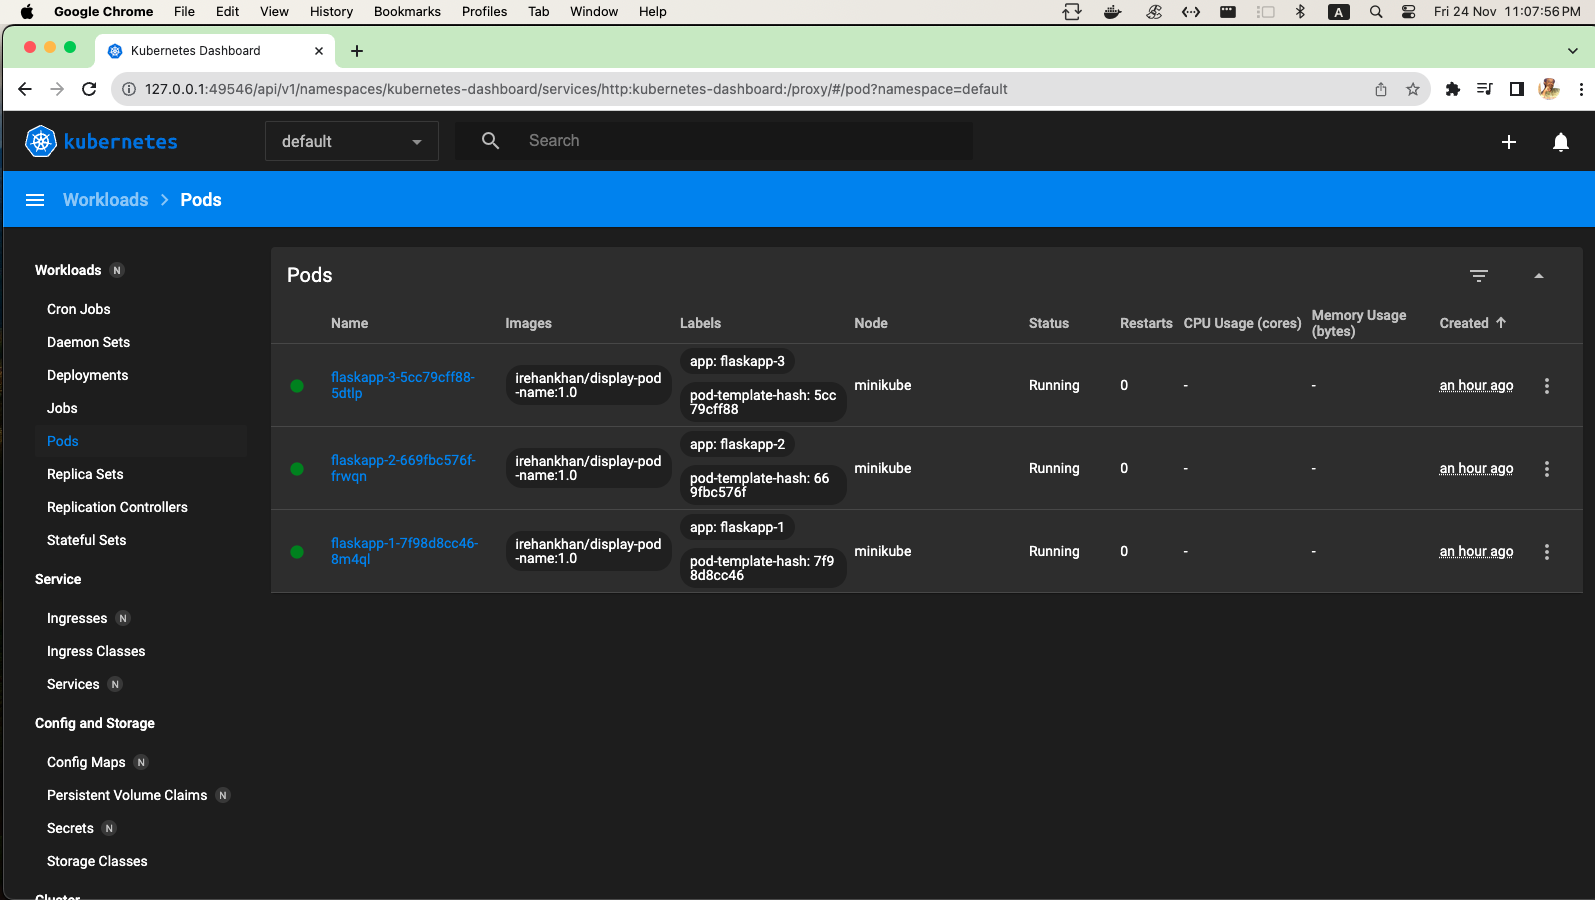 Google Chrome File Edit View History Bookmarks Profiles Tab Window Help A Fri 24 Nov 11:07:56 PM
Kubernetes Dashboard
127.0.0.1:49546/api/v1/namespaces/kubernetes-dashboard/services/http:kubernetes-dashboard:/proxy/#/pod?namespace=default
kubernetes default Search
Workloads > Pods
Workloads N
Cron Jobs
Daemon Sets
Deployments
Jobs
Pods
Replica Sets
Replication Controllers
Stateful Sets
Service
Ingresses N
Ingress Classes
Services N
Config and Storage
Config Maps N
Persistent Volume Claims N
Secrets N
Storage Classes
Cluster
Pods
Name Images Labels Node Status Restarts CPU Usage (cores) Memory Usage
(bytes) Created
flaskapp-3-5cc79cff88-
5dtlp
irehankhan/display-pod
-name:1.0
app: flaskapp-3
pod-template-hash: 5cc
79cff88
minikube Running 0 - - an hour ago
flaskapp-2-669fbc576f-
frwqn
irehankhan/display-pod
-name:1.0
app: flaskapp-2
pod-template-hash: 66
9fbc576f
minikube Running 0 - - an hour ago
flaskapp-1-7f98d8cc46-
8m4ql
irehankhan/display-pod
-name:1.0
app: flaskapp-1
pod-template-hash: 7f9
8d8cc46
minikube Running 0 - - an hour ago